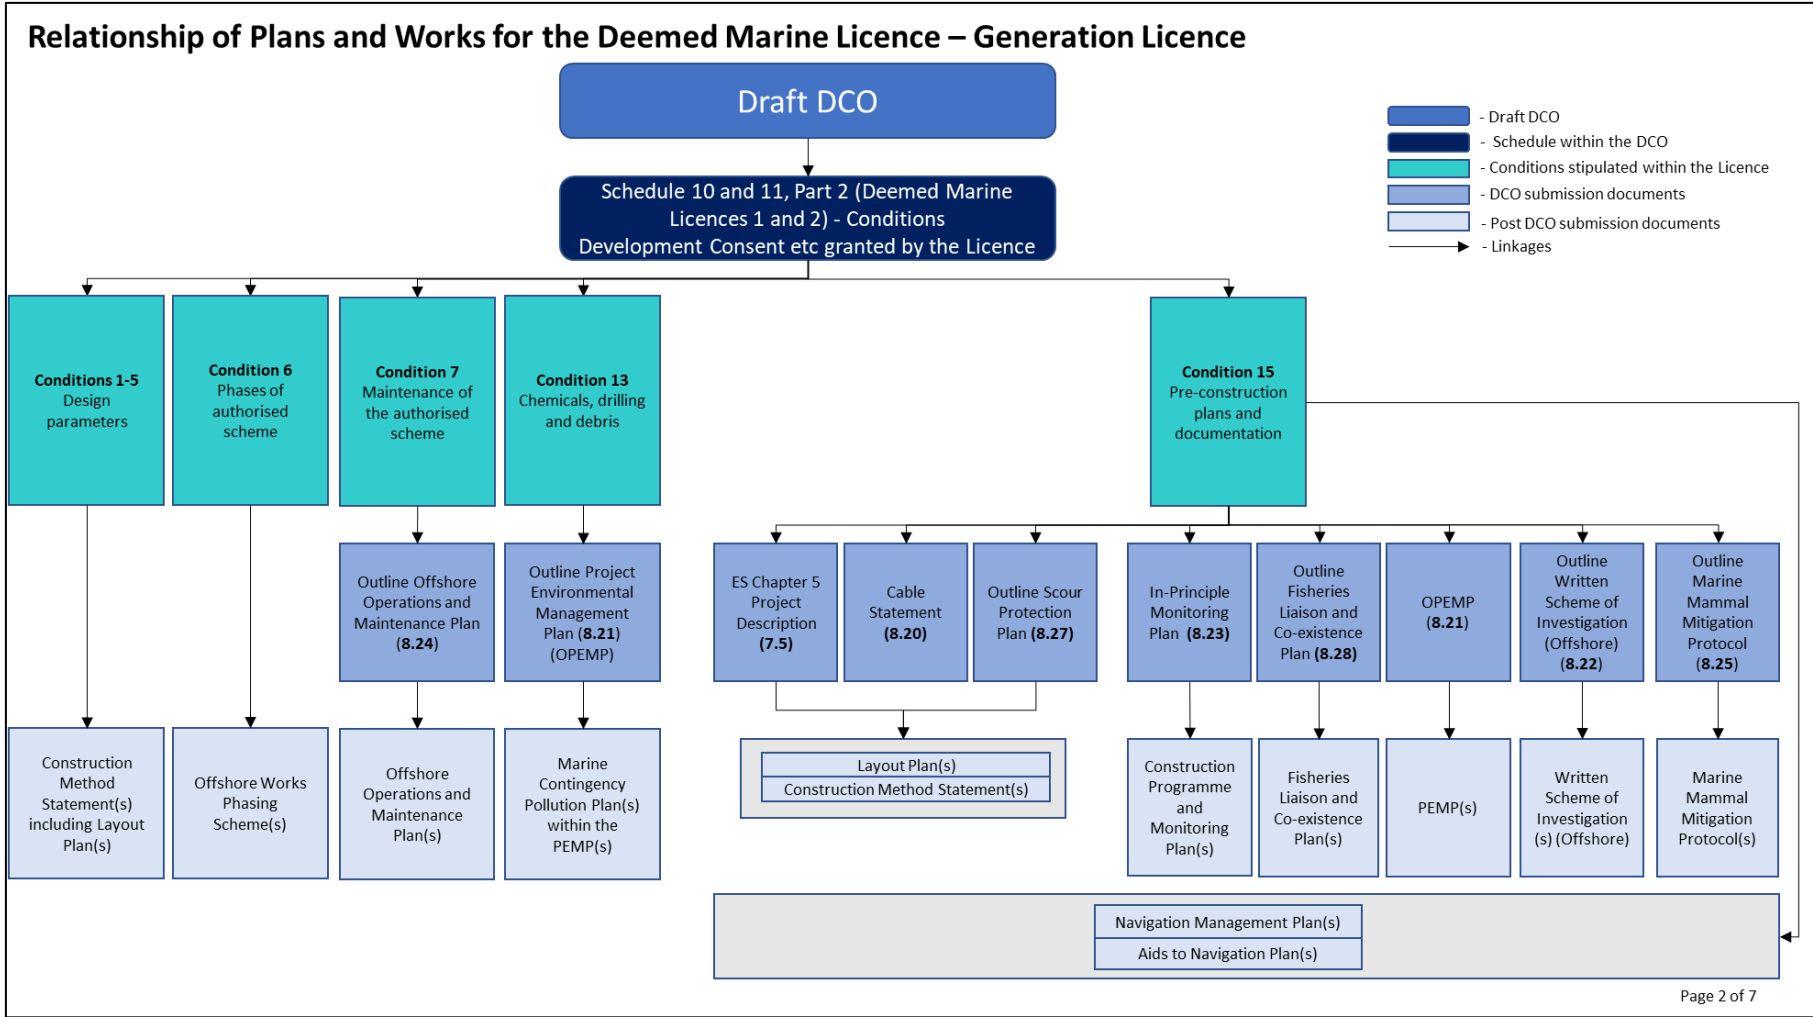 Relationship of Plans and Works for the Deemed Marine Licence – Generation Licence
Draft DCO
- Draft DCO
- Schedule within the DCO
- Conditions stipulated within the Licence
- DCO submission documents
- Post DCO submission documents
- Linkages
Schedule 10 and 11, Part 2 (Deemed Marine
Licences 1 and 2) - Conditions
Development Consent etc granted by the Licence
Conditions 1-5
Design
parameters
Condition 6
Phases of
authorised
scheme
Condition 7
Maintenance of
the authorised
scheme
Condition 13
Chemicals, drilling
and debris
Condition 15
Pre-construction
plans and
documentation
Outline Offshore
Operations and
Maintenance Plan
(8.24)
Outline Project
Environmental
Management
Plan (8.21)
(OPEMP)
ES Chapter 5
Project
Description
(7.5)
Cable
Statement
(8.20)
Outline Scour
Protection
Plan (8.27)
In-Principle
Monitoring
Plan (8.23)
Outline
Fisheries
Liaison and
Co-existence
Plan (8.28)
OPEMP
(8.21)
Outline
Written
Scheme of
Investigation
(Offshore)
(8.22)
Outline
Marine
Mammal
Mitigation
Protocol
(8.25)
Construction
Method
Statement(s)
including Layout
Plan(s)
Offshore Works
Phasing
Scheme(s)
Offshore
Operations and
Maintenance
Plan(s)
Marine
Contingency
Pollution Plan(s)
within the
PEMP(s)
Layout Plan(s)
Construction Method Statement(s)
Construction
Programme
and
Monitoring
Plan(s)
Fisheries
Liaison and
Co-existence
Plan(s)
PEMP(s)
Written
Scheme of
Investigation
(s) (Offshore)
Marine
Mammal
Mitigation
Protocol(s)
Navigation Management Plan(s)
Aids to Navigation Plan(s)
Page 2 of 7